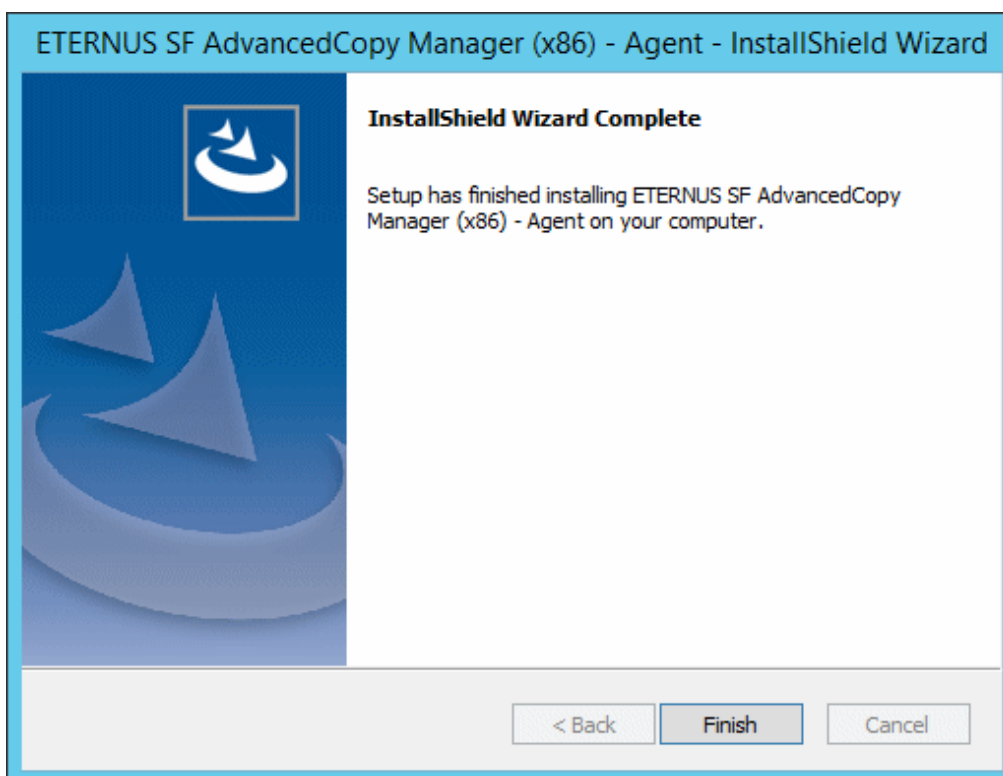 ETERNUS SF AdvancedCopy Manager (x86) - Agent - InstallShield Wizard
InstallShield Wizard Complete
Setup has finished installing ETERNUS SF AdvancedCopy
Manager (x86) - Agent on your computer.
< Back
Finish
Cancel